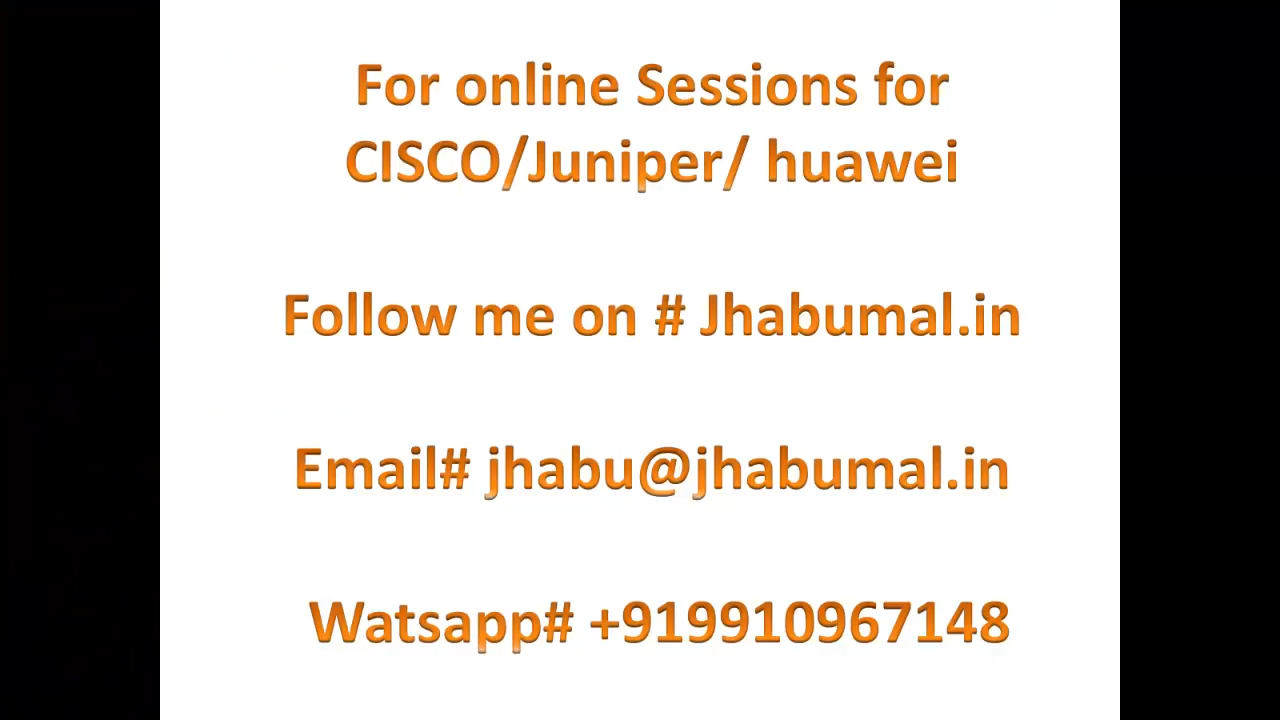 For online Sessions for
CISCO/Juniper/ huawei
Follow me on # Jhabumal.in
Email# jhabu@jhabumal.in
Watsapp# +919910967148